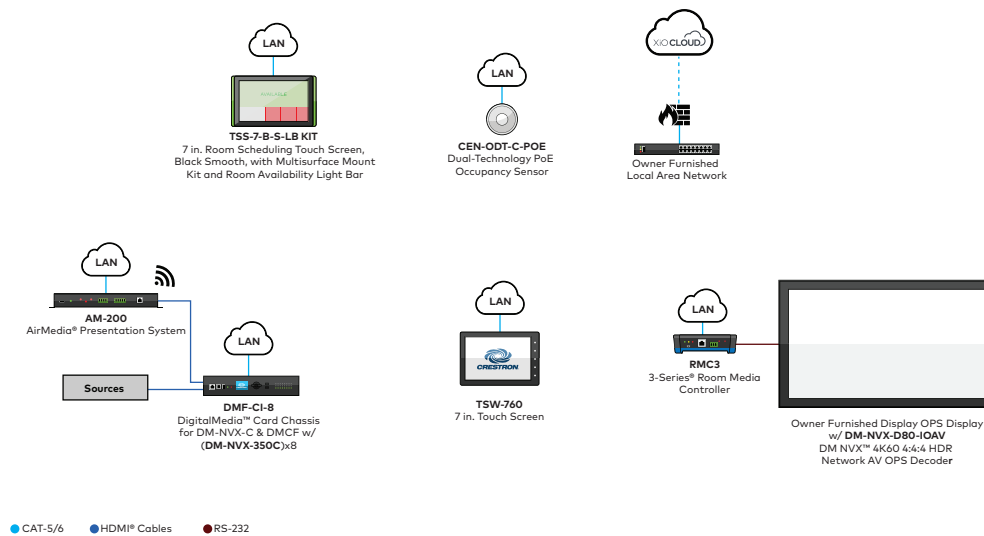 LAN
AVAILABLE
TSS-7-B-S-LB KIT
7 in. Room Scheduling Touch Screen,
Black Smooth, with Multisurface Mount
Kit and Room Availability Light Bar
LAN
CEN-ODT-C-POE
Dual-Technology PoE
Occupancy Sensor
XiO CLOUD
Owner Furnished
Local Area Network
LAN
AM-200
AirMedia® Presentation System
Sources
LAN
DMF-CI-8
DigitalMedia™ Card Chassis
for DM-NVX-C & DMCF w/
(DM-NVX-350C)x8
LAN
CRESTRON
TSW-760
7 in. Touch Screen
LAN
RMC3
3-Series® Room Media
Controller
Owner Furnished Display OPS Display
w/ DM-NVX-D80-IOAV
DM NVX™ 4K60 4:4:4 HDR
Network AV OPS Decoder
CAT-5/6 HDMI® Cables RS-232